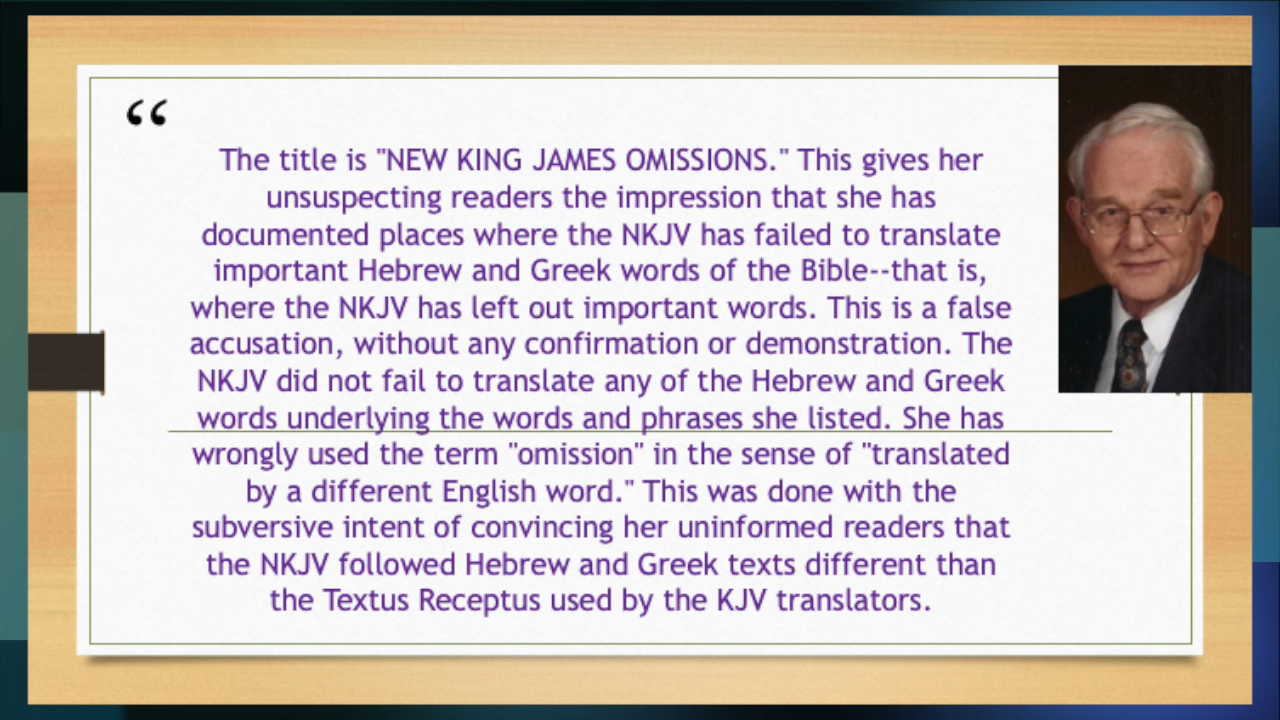 “
The title is "NEW KING JAMES OMISSIONS." This gives her
unsuspecting readers the impression that she has
documented places where the NKJV has failed to translate
important Hebrew and Greek words of the Bible--that is,
where the NKJV has left out important words. This is a false
accusation, without any confirmation or demonstration. The
NKJV did not fail to translate any of the Hebrew and Greek
words underlying the words and phrases she listed. She has
wrongly used the term "omission" in the sense of "translated
by a different English word." This was done with the
subversive intent of convincing her uninformed readers that
the NKJV followed Hebrew and Greek texts different than
the Textus Receptus used by the KJV translators.